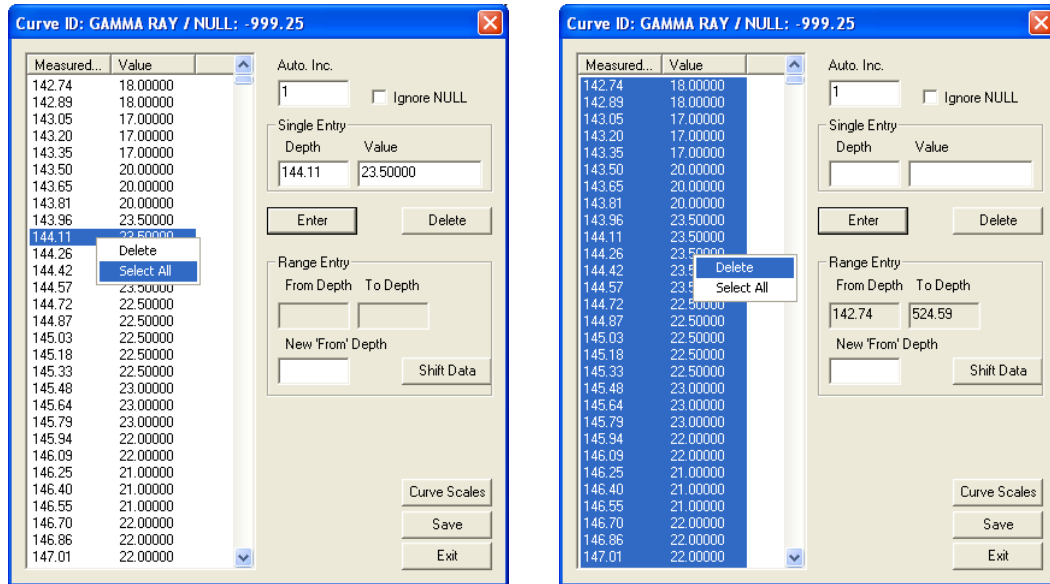 Curve ID: GAMMA RAY / NULL: -999.25
Measured... Value
142.74 18.00000
142.89 18.00000
143.05 17.00000
143.20 17.00000
143.35 17.00000
143.50 20.00000
143.65 20.00000
143.81 20.00000
143.96 23.50000
144.11 23.50000
144.26
144.42
144.57 23.50000
144.72 22.50000
144.87 22.50000
145.03 22.50000
145.18 22.50000
145.33 22.50000
145.48 23.00000
145.64 23.00000
145.79 23.00000
145.94 22.00000
146.09 22.00000
146.25 21.00000
146.40 21.00000
146.55 21.00000
146.70 22.00000
146.86 22.00000
147.01 22.00000
Delete
Select All
Auto. Inc.
1
Ignore NULL
Single Entry
Depth Value
144.11 23.50000
Enter Delete
Range Entry
From Depth To Depth
New 'From' Depth
Shift Data
Curve Scales
Save
Exit
Curve ID: GAMMA RAY / NULL: -999.25
Measured... Value
142.74 18.00000
142.89 18.00000
143.05 17.00000
143.20 17.00000
143.35 17.00000
143.50 20.00000
143.65 20.00000
143.81 20.00000
143.96 23.50000
144.11 23.50000
144.26 23.50000
144.42 23.5
144.57 23.5
144.72 22.50000
144.87 22.50000
145.03 22.50000
145.18 22.50000
145.33 22.50000
145.48 23.00000
145.64 23.00000
145.79 23.00000
145.94 22.00000
146.09 22.00000
146.25 21.00000
146.40 21.00000
146.55 21.00000
146.70 22.00000
146.86 22.00000
147.01 22.00000
Delete
Select All
Auto. Inc.
1
Ignore NULL
Single Entry
Depth Value
Enter Delete
Range Entry
From Depth To Depth
142.74 524.59
New 'From' Depth
Shift Data
Curve Scales
Save
Exit